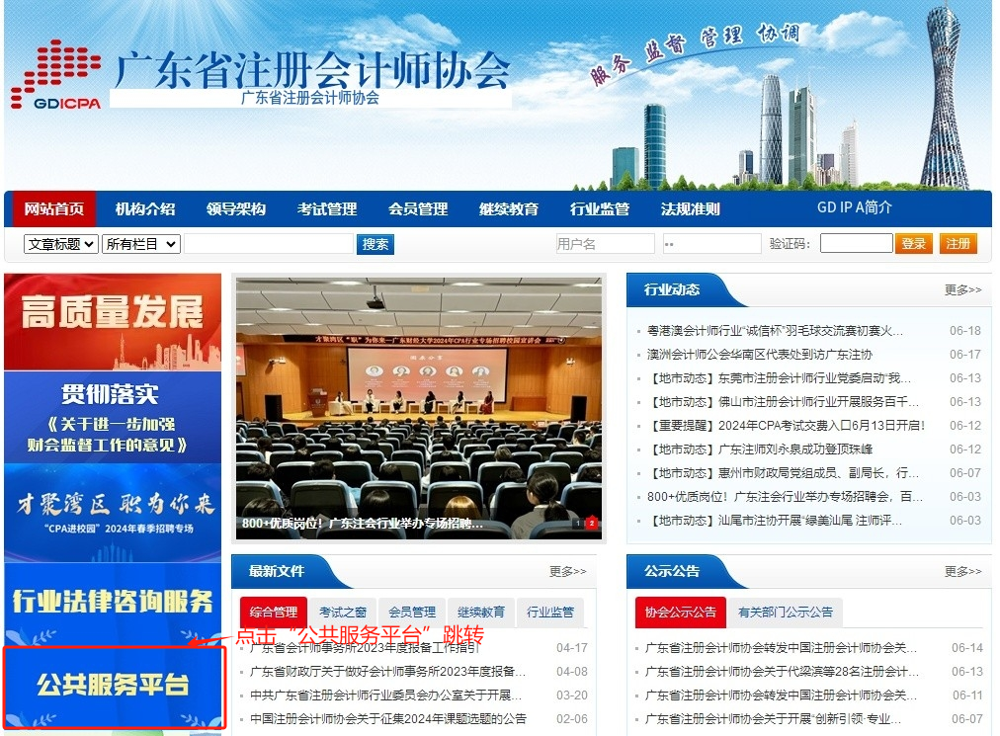 服务 监督 管理 协调
广东省注册会计师协会
GDICPA
广东省注册会计师协会
网站首页 机构介绍 领导架构 考试管理 会员管理 继续教育 行业监管 法规准则 GD IP A简介
文章标题 所有栏目 搜索 用户名 •• 验证码： 登录 注册
高质量发展
贯彻落实
《关于进一步加强
财会监督工作的意见》
才聚湾区 职为你来
“CPA进校园”2024年春季招聘专场
行业法律咨询服务
公共服务平台
点击“公共服务平台”跳转
才聚湾区“职”为你来—广东财经大学2024年CPA行业专场招聘校园宣讲会
800+优质岗位！广东注会行业举办专场招聘...
1 2
行业动态 更多>>
粤港澳会计师行业“诚信杯”羽毛球交流赛初赛火... 06-18
澳洲会计师公会华南区代表处到访广东注协 06-17
【地市动态】东莞市注册会计师行业党委启动“我... 06-13
【地市动态】佛山市注册会计师行业开展服务百千... 06-13
【重要提醒】2024年CPA考试交费入口6月13日开启！ 06-12
【地市动态】广东注师刘永泉成功登顶珠峰 06-12
【地市动态】惠州市财政局党组成员、副局长，行... 06-07
800+优质岗位！广东注会行业举办专场招聘会，百... 06-03
【地市动态】汕尾市注协开展“绿美汕尾 注师评... 06-03
最新文件 更多>>
综合管理 考试之窗 会员管理 继续教育 行业监管
广东省会计师事务所2023年度报备工作指引 04-17
广东省财政厅关于做好会计师事务所2023年度报备... 04-08
中共广东省注册会计师行业委员会办公室关于开展... 03-20
中国注册会计师协会关于征集2024年课题选题的公告 02-06
公示公告 更多>>
协会公示公告 有关部门公示公告
广东省注册会计师协会转发中国注册会计师协会关... 06-14
广东省注册会计师协会关于代梁滨等28名注册会计... 06-13
广东省注册会计师协会转发中国注册会计师协会关... 06-11
广东省注册会计师协会关于开展“创新引领·专业... 06-07